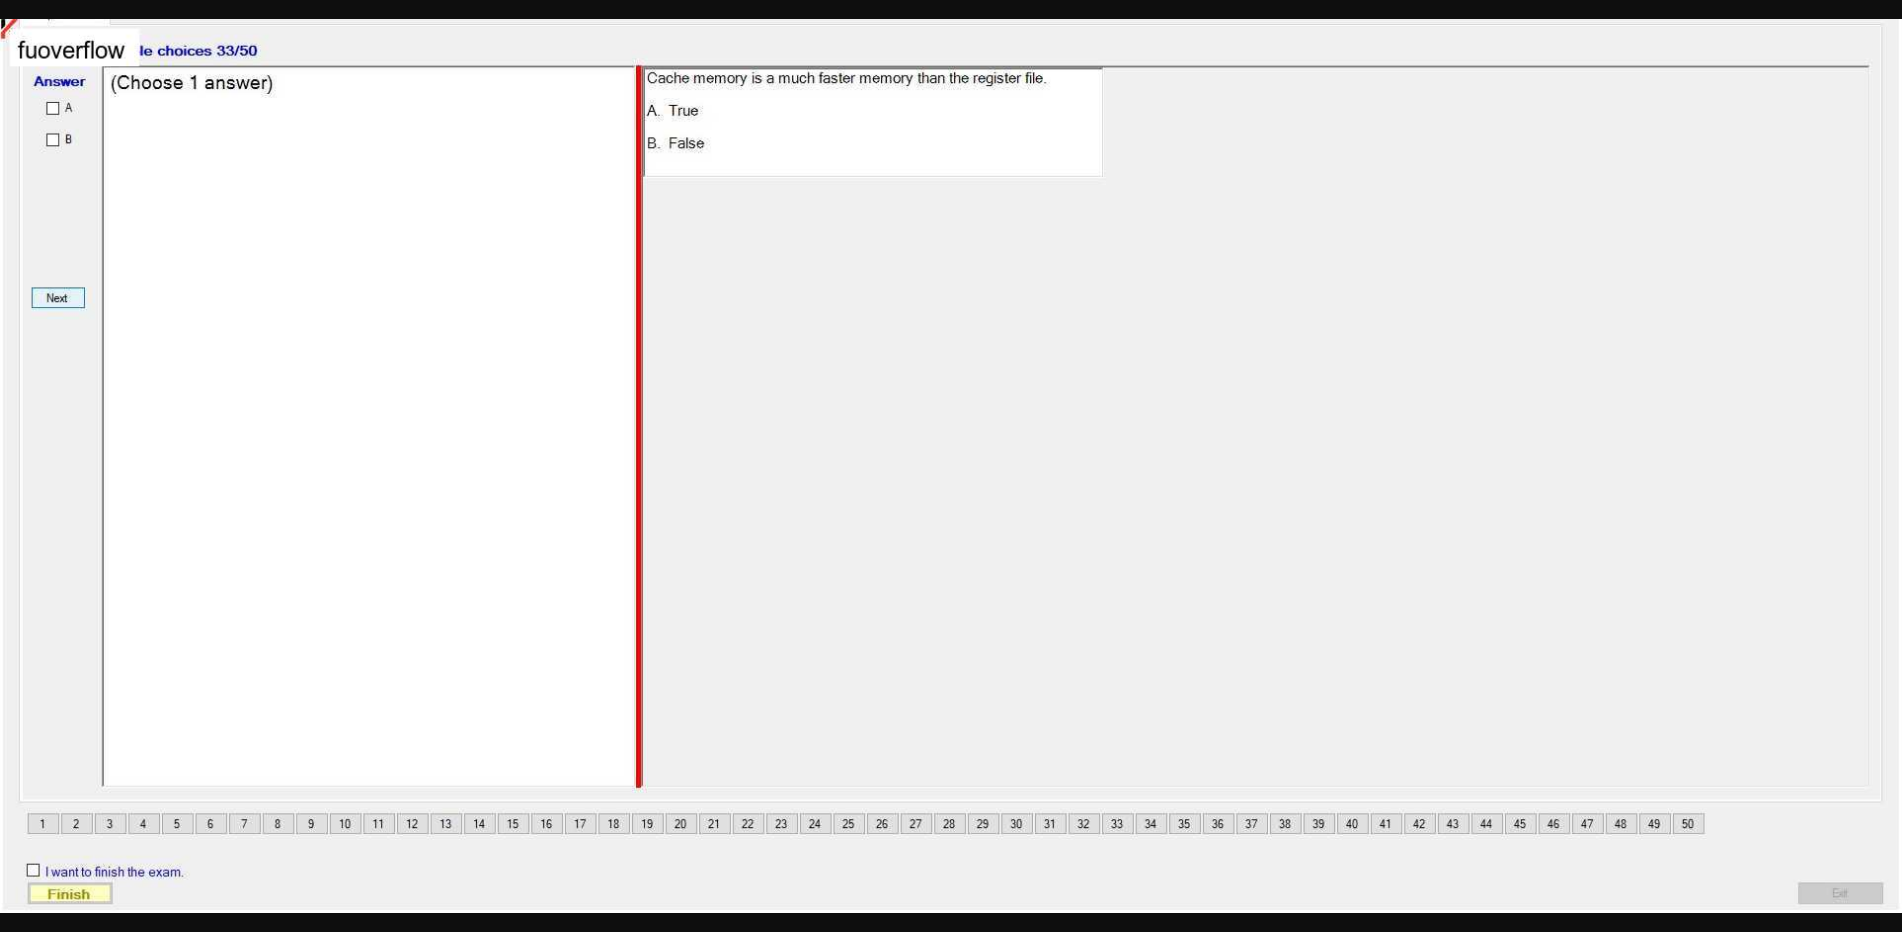 fuoverflow
le choices 33/50
Answer
A
B
Next
(Choose 1 answer)
Cache memory is a much faster memory than the register file.
A. True
B. False
1 2 3 4 5 6 7 8 9 10 11 12 13 14 15 16 17 18 19 20 21 22 23 24 25 26 27 28 29 30 31 32 33 34 35 36 37 38 39 40 41 42 43 44 45 46 47 48 49 50
I want to finish the exam.
Finish
Exit